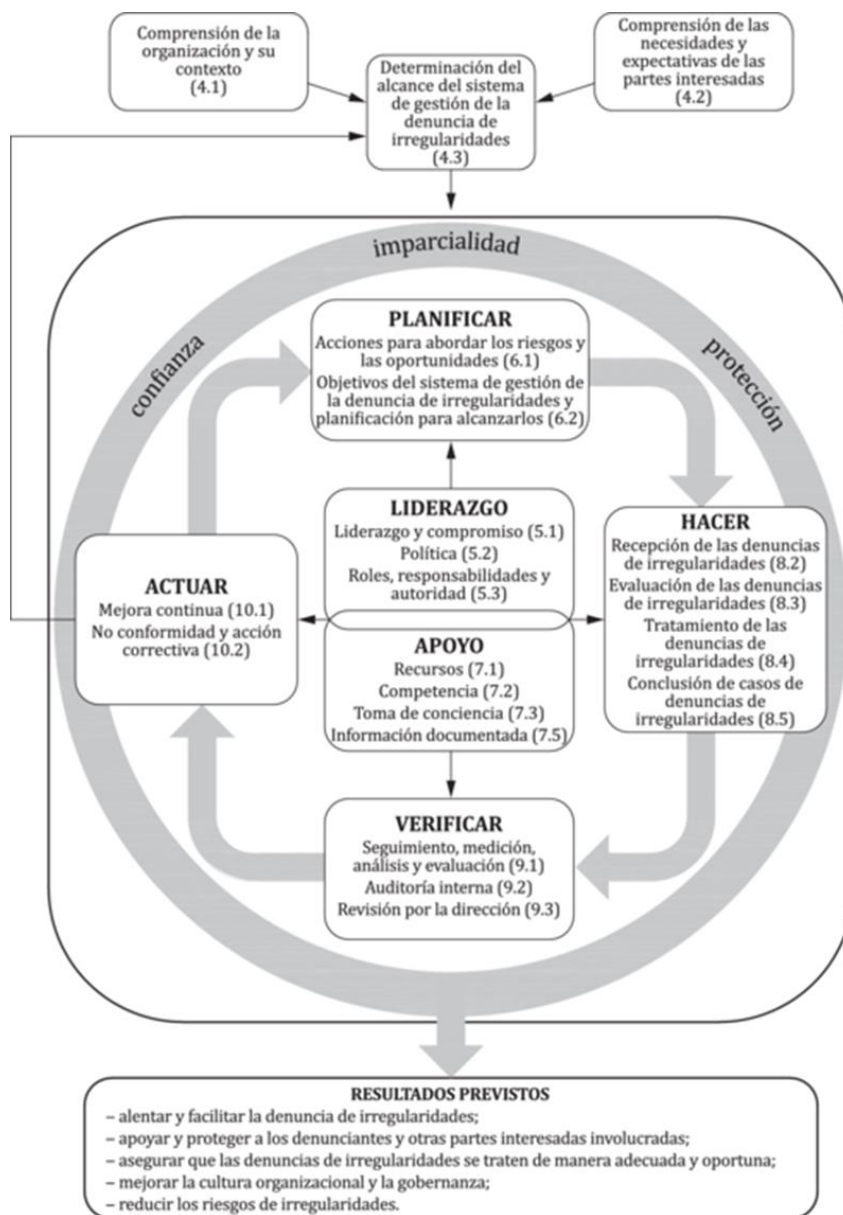 Comprensión de la
organización y su
contexto
(4.1)
Comprensión de las
necesidades y
expectativas de las
partes interesadas
(4.2)
Determinación del
alcance del sistema
de gestión de la
denuncia de
irregularidades
(4.3)
imparcialidad
confianza
protección
PLANIFICAR
Acciones para abordar los riesgos y
las oportunidades (6.1)
Objetivos del sistema de gestión de
la denuncia de irregularidades y
planificación para alcanzarlos (6.2)
LIDERAZGO
Liderazgo y compromiso (5.1)
Política (5.2)
Roles, responsabilidades y
autoridad (5.3)
HACER
Recepción de las denuncias
de irregularidades (8.2)
Evaluación de las denuncias
de irregularidades (8.3)
Tratamiento de las
denuncias de
irregularidades (8.4)
Conclusión de casos de
denuncias de
irregularidades (8.5)
ACTUAR
Mejora continua (10.1)
No conformidad y acción
correctiva (10.2)
APOYO
Recursos (7.1)
Competencia (7.2)
Toma de conciencia (7.3)
Información documentada (7.5)
VERIFICAR
Seguimiento, medición,
análisis y evaluación (9.1)
Auditoría interna (9.2)
Revisión por la dirección (9.3)
RESULTADOS PREVISTOS
– alentar y facilitar la denuncia de irregularidades;
– apoyar y proteger a los denunciantes y otras partes interesadas involucradas;
– asegurar que las denuncias de irregularidades se traten de manera adecuada y oportuna;
– mejorar la cultura organizacional y la gobernanza;
– reducir los riesgos de irregularidades.